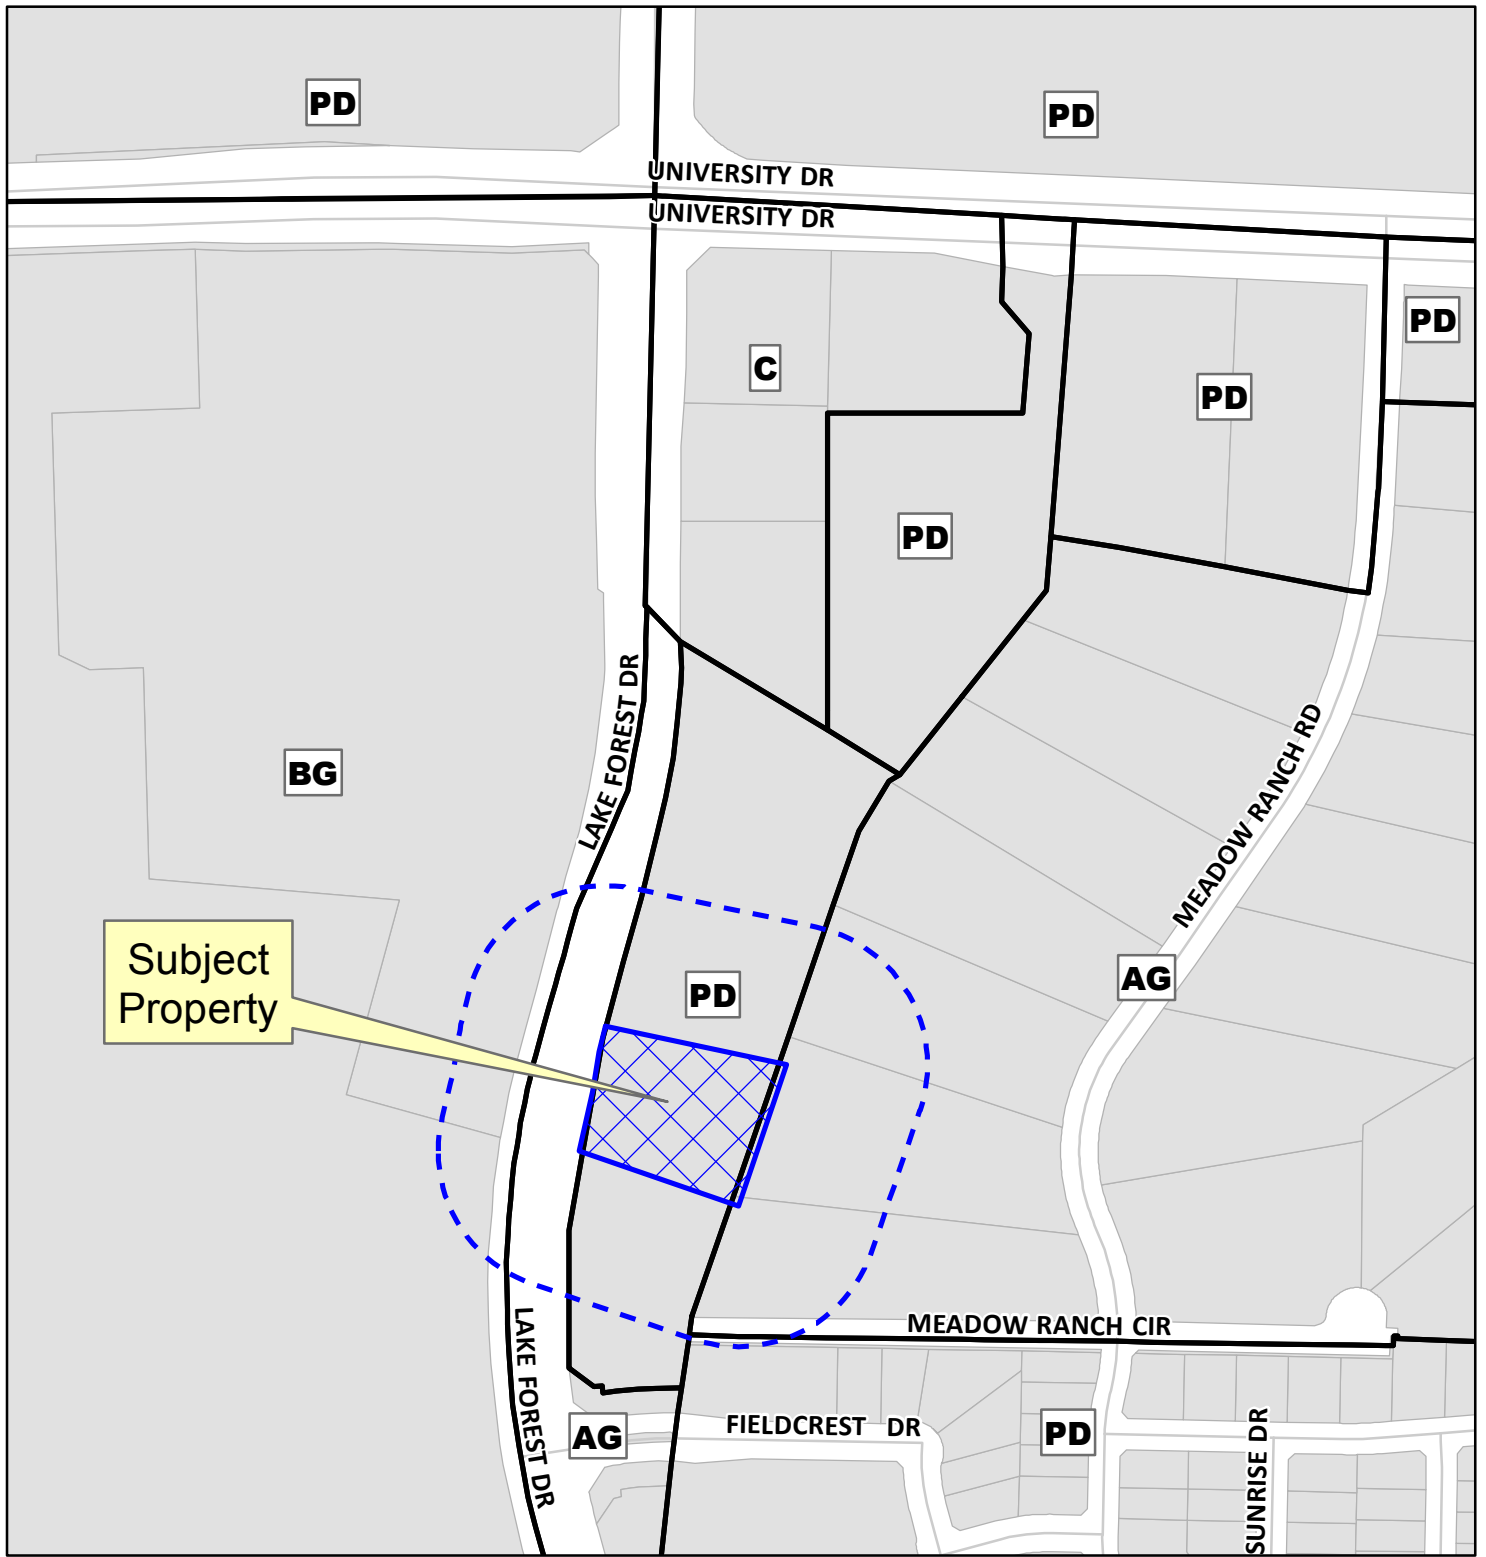 PD
PD
UNIVERSITY DR
UNIVERSITY DR
PD
C
PD
PD
LAKE FOREST DR
BG
MEADOW RANCH RD
Subject
Property
PD
AG
MEADOW RANCH CIR
LAKE FOREST DR
AG
FIELDCREST DR
PD
SUNRISE DR